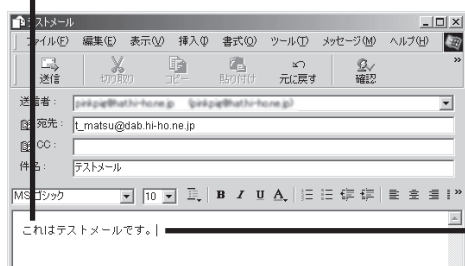 テストメール
ファイル(F) 編集(E) 表示(V) 挿入(I) 書式(O) ツール(T) メッセージ(M) ヘルプ(H)
送信 切り取り コピー 貼り付け 元に戻す 確認 »
送信者:
宛先: t_matsu@dab.hi-ho.ne.jp
CC:
件名: テストメール
MS ゴシック 10 B I U A »
これはテストメールです。